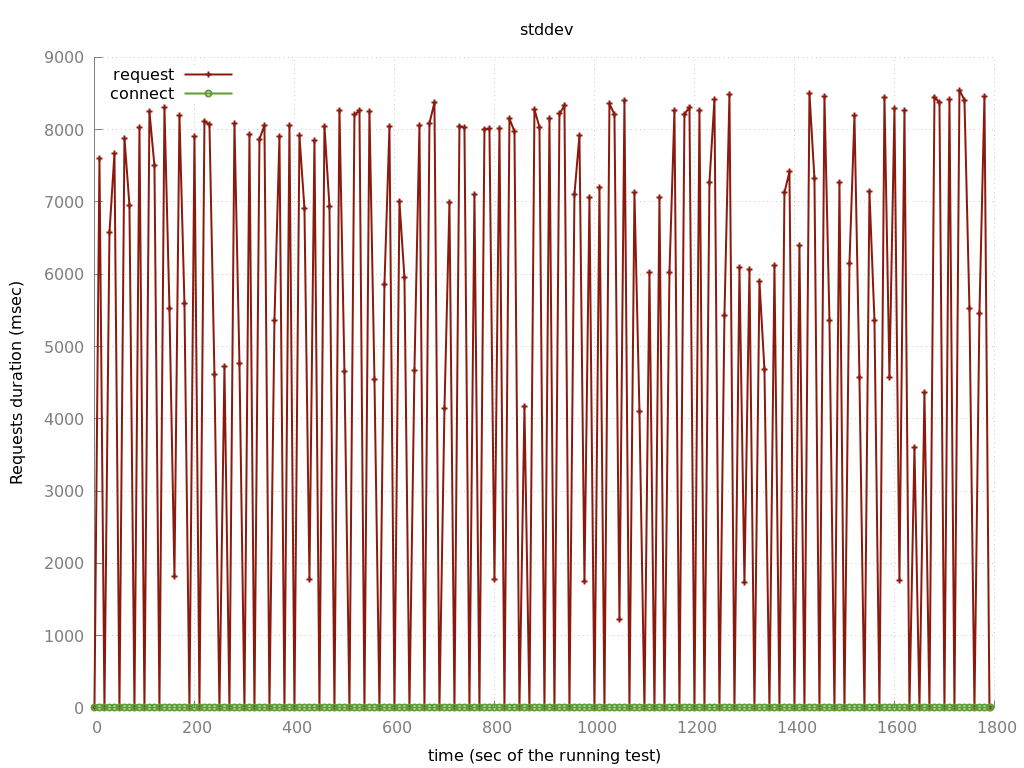 stddev
request
connect
9000
8000
7000
6000
5000
4000
3000
2000
1000
0
Requests duration (msec)
0 200 400 600 800 1000 1200 1400 1600 1800
time (sec of the running test)